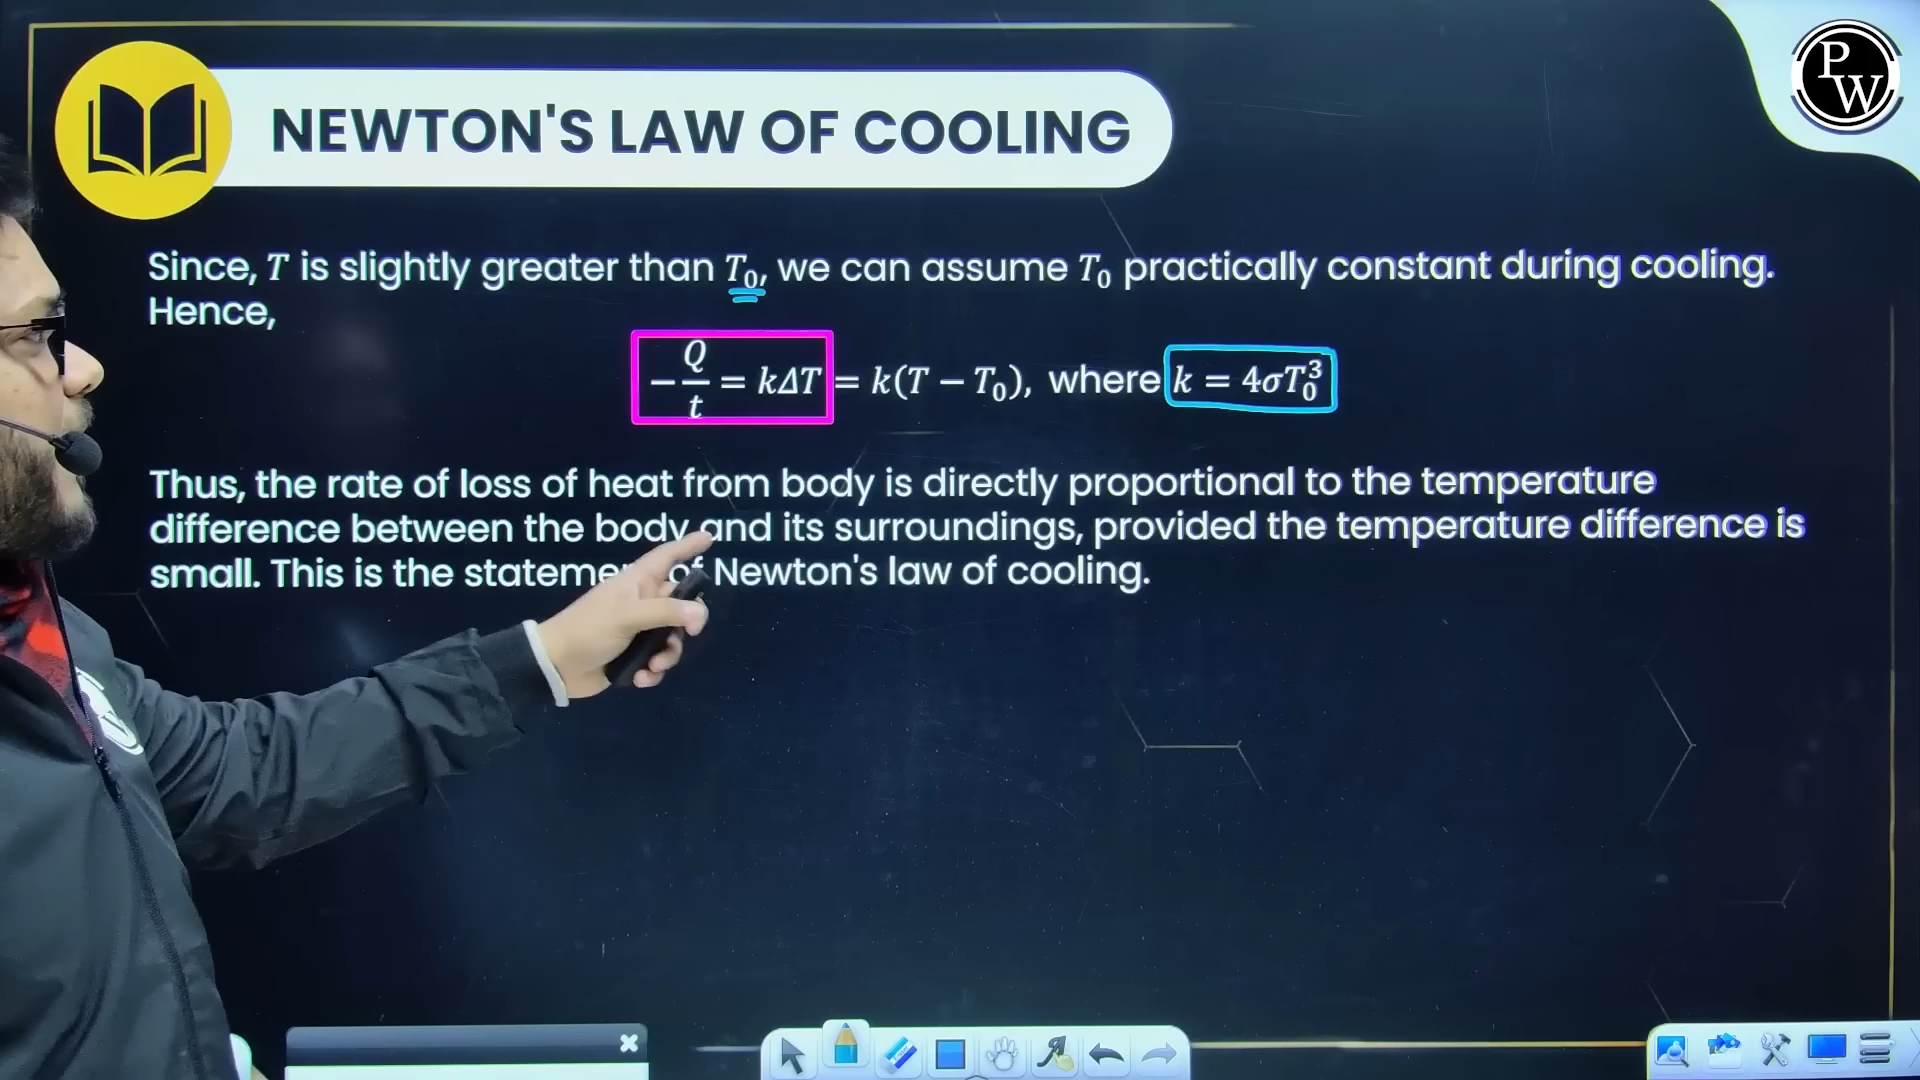 PW
NEWTON'S LAW OF COOLING
Since, T is slightly greater than T₀, we can assume T₀ practically constant during cooling.
Hence,
−Q/t = kΔT = k(T − T₀), where k = 4σT₀³
Thus, the rate of loss of heat from body is directly proportional to the temperature
difference between the body and its surroundings, provided the temperature difference is
small. This is the statement of Newton's law of cooling.